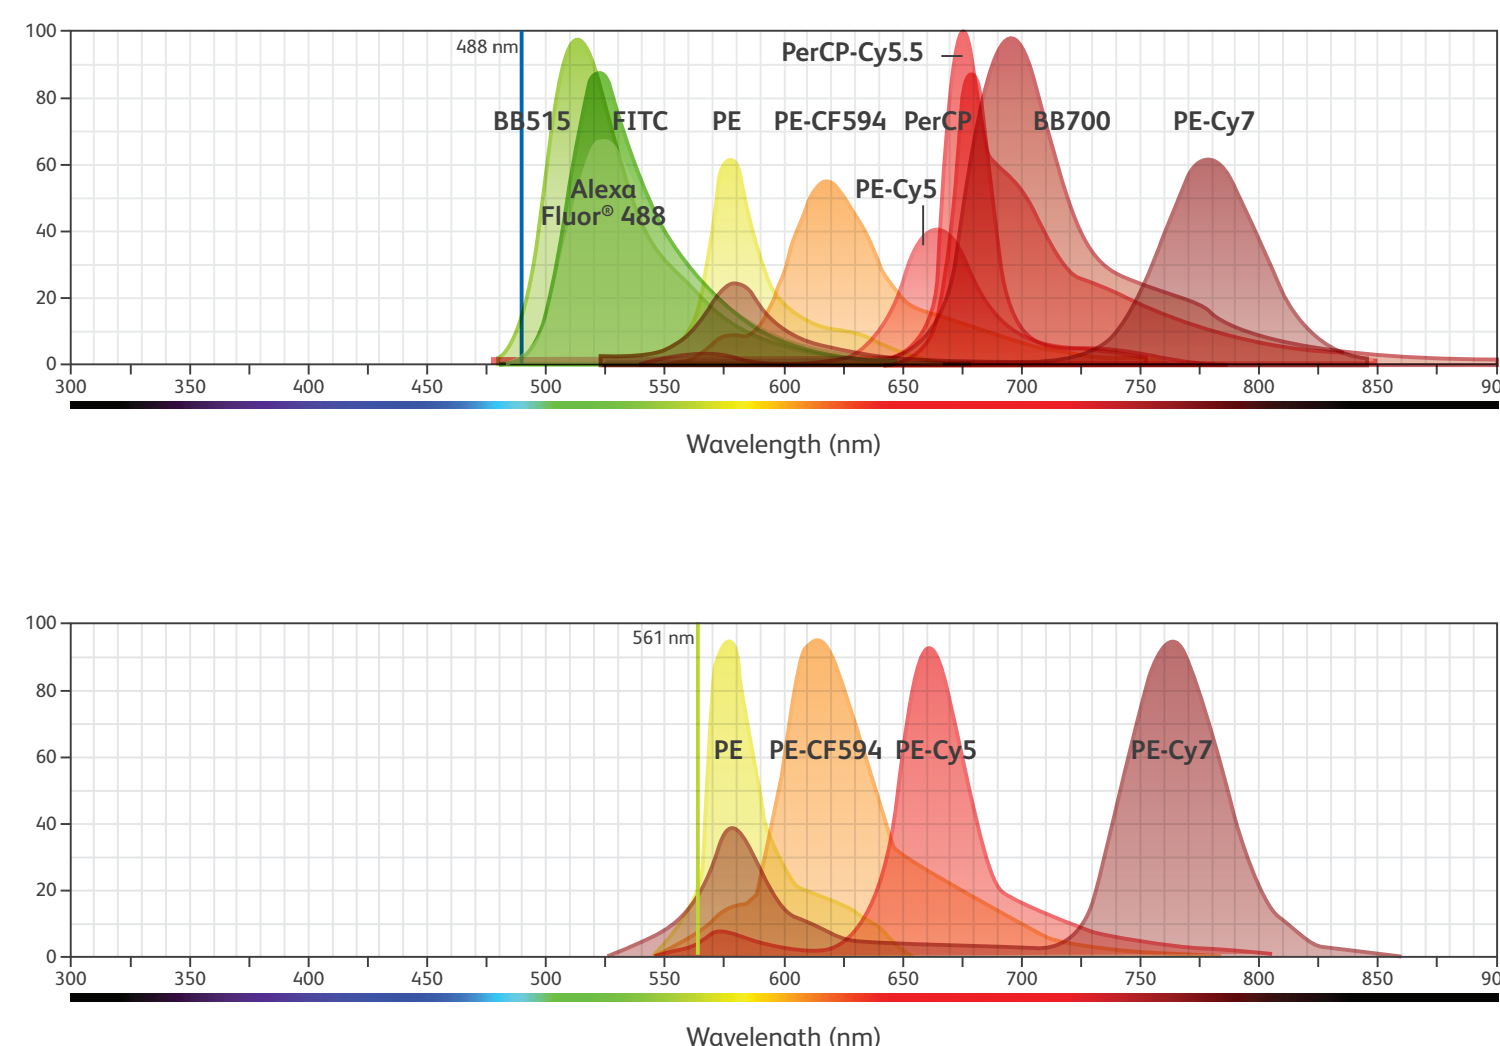 100
488 nm
PerCP-Cy5.5
80
BB515 FITC PE PE-CF594 PerCP BB700 PE-Cy7
60
Alexa
Fluor® 488
PE-Cy5
40
20
0
300 350 400 450 500 550 600 650 700 750 800 850 90
Wavelength (nm)
100
561 nm
80
60
PE PE-CF594 PE-Cy5 PE-Cy7
40
20
0
300 350 400 450 500 550 600 650 700 750 800 850 90
Wavelength (nm)